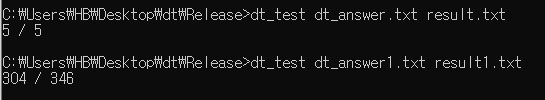 C:₩Users₩HB₩Desktop₩dt₩Release>dt_test dt_answer.txt result.txt
5 / 5
C:₩Users₩HB₩Desktop₩dt₩Release>dt_test dt_answer1.txt result1.txt
304 / 346